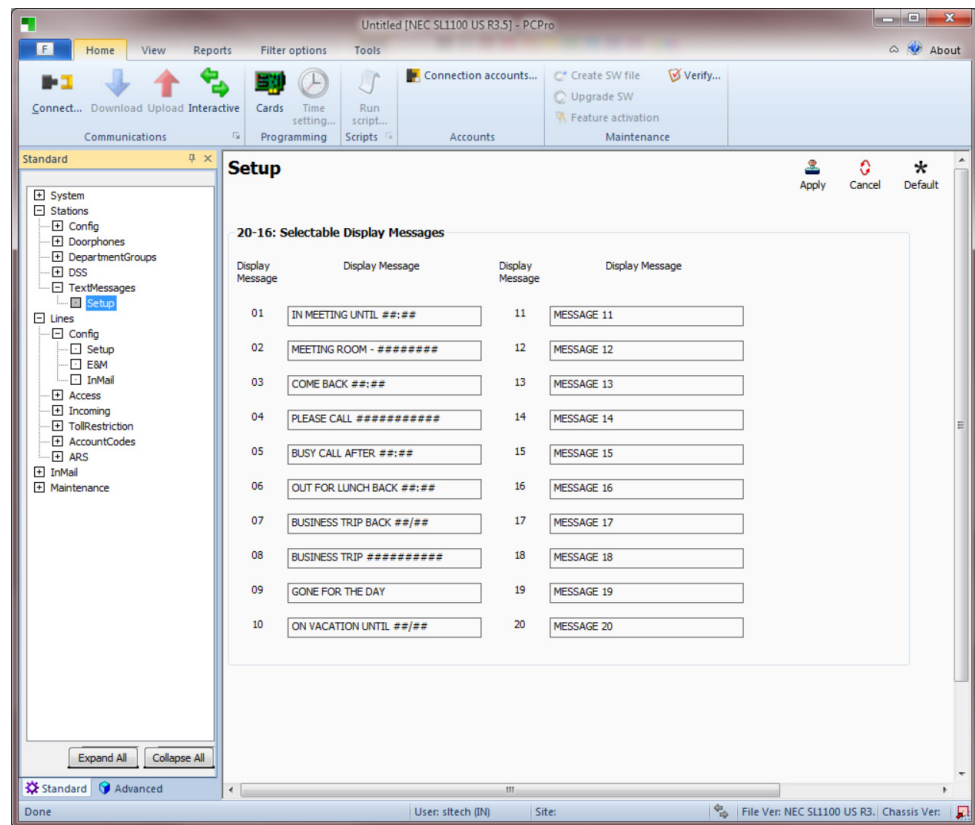 Untitled [NEC SL1100 US R3.5] - PCPro
F Home View Reports Filter options Tools About
Connect... Download Upload Interactive
Communications
Cards Time setting...
Programming
Run script...
Scripts
Connection accounts...
Accounts
Create SW file Verify...
Upgrade SW
Feature activation
Maintenance
Standard
System
Stations
Config
Doorphones
DepartmentGroups
DSS
TextMessages
Setup
Lines
Config
Setup
E&M
InMail
Access
Incoming
TollRestriction
AccountCodes
ARS
InMail
Maintenance
Expand All Collapse All
Standard Advanced
Setup
Apply Cancel Default
20-16: Selectable Display Messages
Display Message Display Message Display Message Display Message
01 IN MEETING UNTIL ##:## 11 MESSAGE 11
02 MEETING ROOM - ######## 12 MESSAGE 12
03 COME BACK ##:## 13 MESSAGE 13
04 PLEASE CALL ########### 14 MESSAGE 14
05 BUSY CALL AFTER ##:## 15 MESSAGE 15
06 OUT FOR LUNCH BACK ##:## 16 MESSAGE 16
07 BUSINESS TRIP BACK ##/## 17 MESSAGE 17
08 BUSINESS TRIP ########## 18 MESSAGE 18
09 GONE FOR THE DAY 19 MESSAGE 19
10 ON VACATION UNTIL ##/## 20 MESSAGE 20
Done User: sltech (IN) Site: File Ver: NEC SL1100 US R3. Chassis Ver: